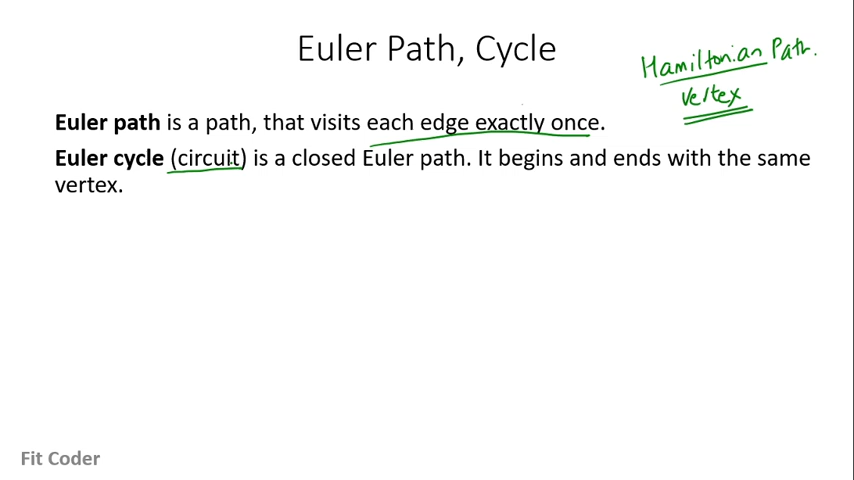 Euler Path, Cycle
Hamiltonian Path.
Vertex
Euler path is a path, that visits each edge exactly once.
Euler cycle (circuit) is a closed Euler path. It begins and ends with the same
vertex.
Fit Coder